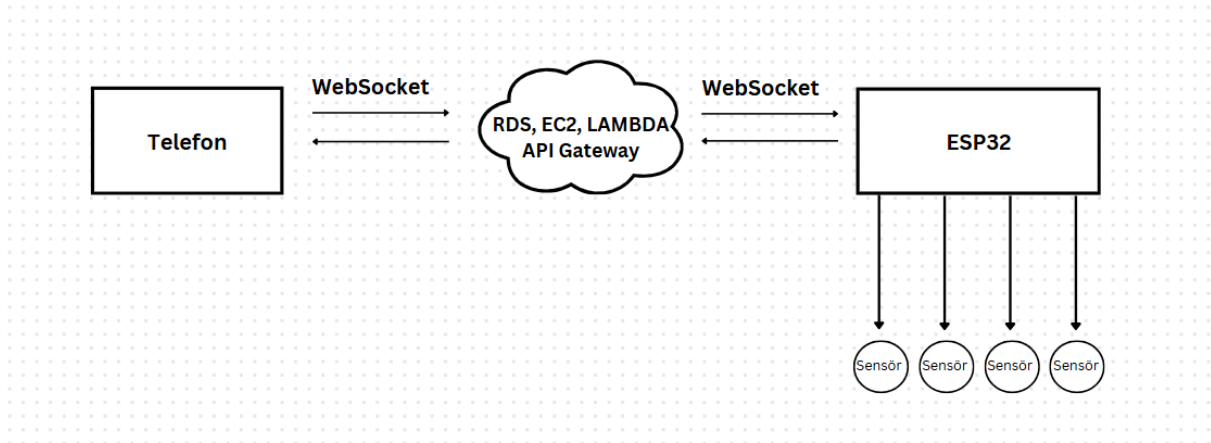 WebSocket
WebSocket
Telefon
RDS, EC2, LAMBDA
API Gateway
ESP32
Sensör
Sensör
Sensör
Sensör